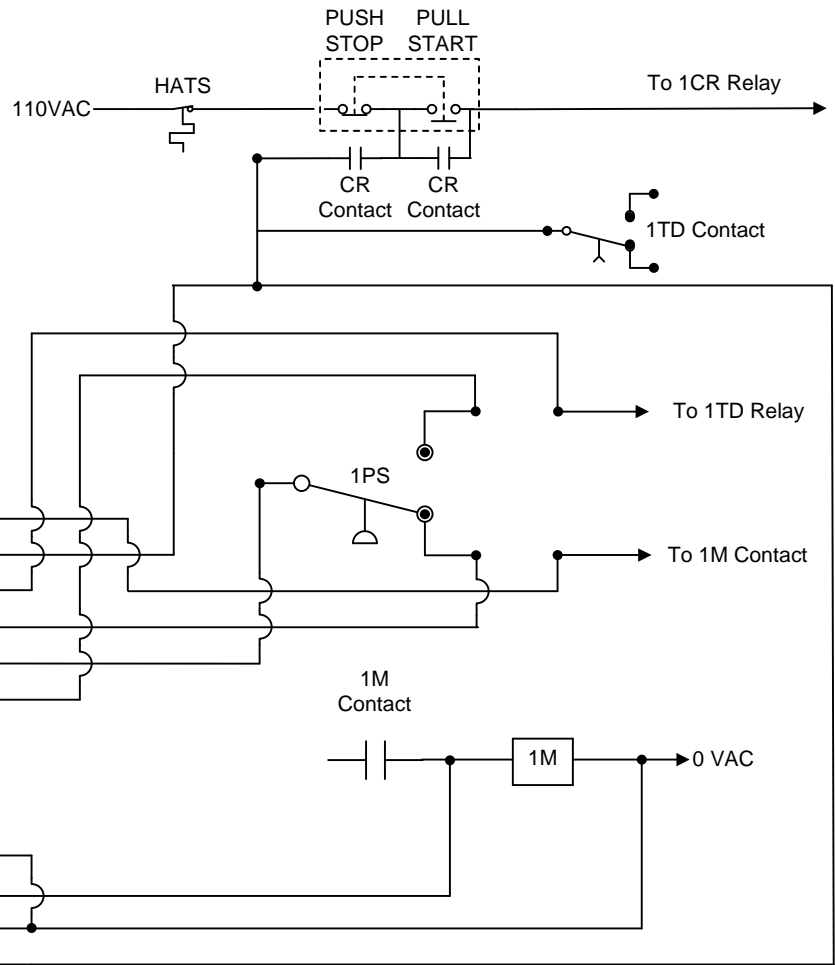 PUSH STOP
PULL START
HATS
110VAC
To 1CR Relay
CR Contact
CR Contact
1TD Contact
To 1TD Relay
1PS
To 1M Contact
1M Contact
1M
0 VAC